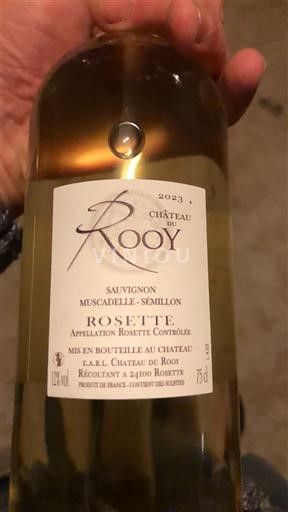 2023
CHÂTEAU
DU
ROOY
VINTOU
SAUVIGNON
MUSCADELLE - SÉMILLON
ROSETTE
APPELLATION ROSETTE CONTRÔLÉE
MIS EN BOUTEILLE AU CHATEAU
E.A.R.L. CHATEAU DU ROOY
RÉCOLTANT A 24100 ROSETTE
PRODUIT DE FRANCE - CONTIENT DES SULFITES
12% vol
75 cl